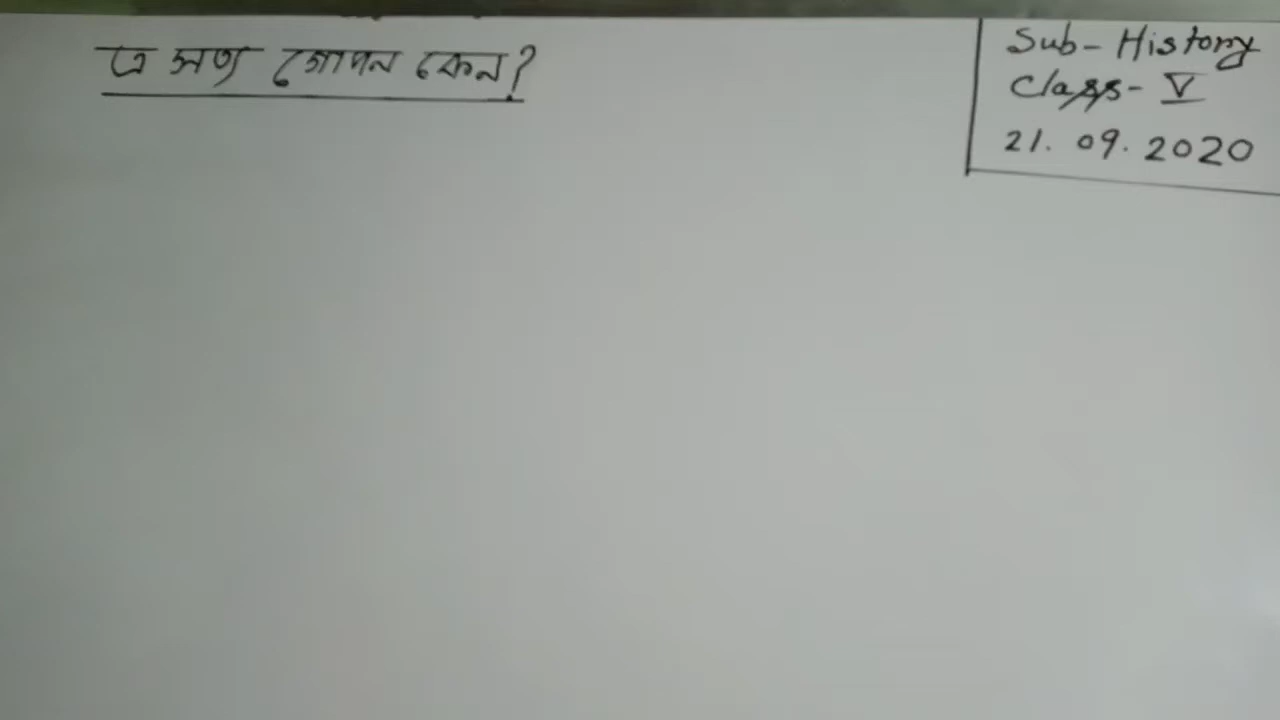 এ সত্য গোপন কেন?
Sub- History
Class- V
21. 09. 2020